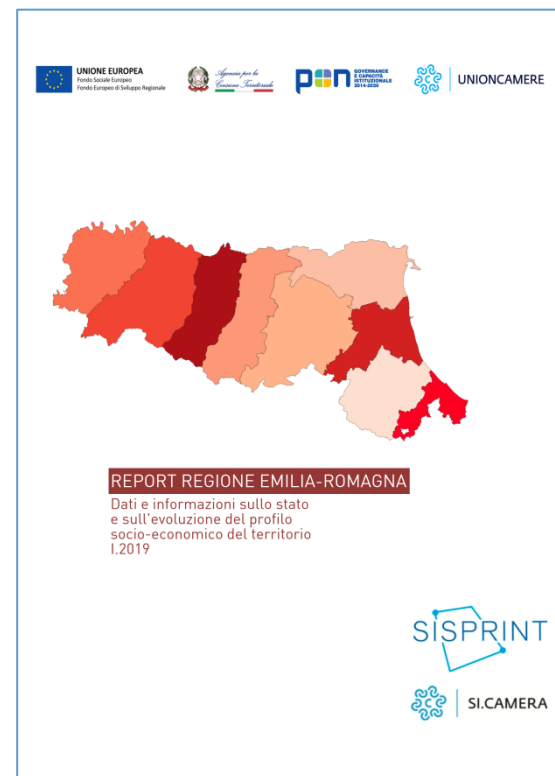 UNIONE EUROPEA
Fondo Sociale Europeo
Fondo Europeo di Sviluppo Regionale
Agenzia per la
Coesione Territoriale
pon
GOVERNANCE
E CAPACITÀ
ISTITUZIONALE
2014-2020
UNIONCAMERE
REPORT REGIONE EMILIA-ROMAGNA
Dati e informazioni sullo stato
e sull'evoluzione del profilo
socio-economico del territorio
I.2019
SISPRINT
SI.CAMERA